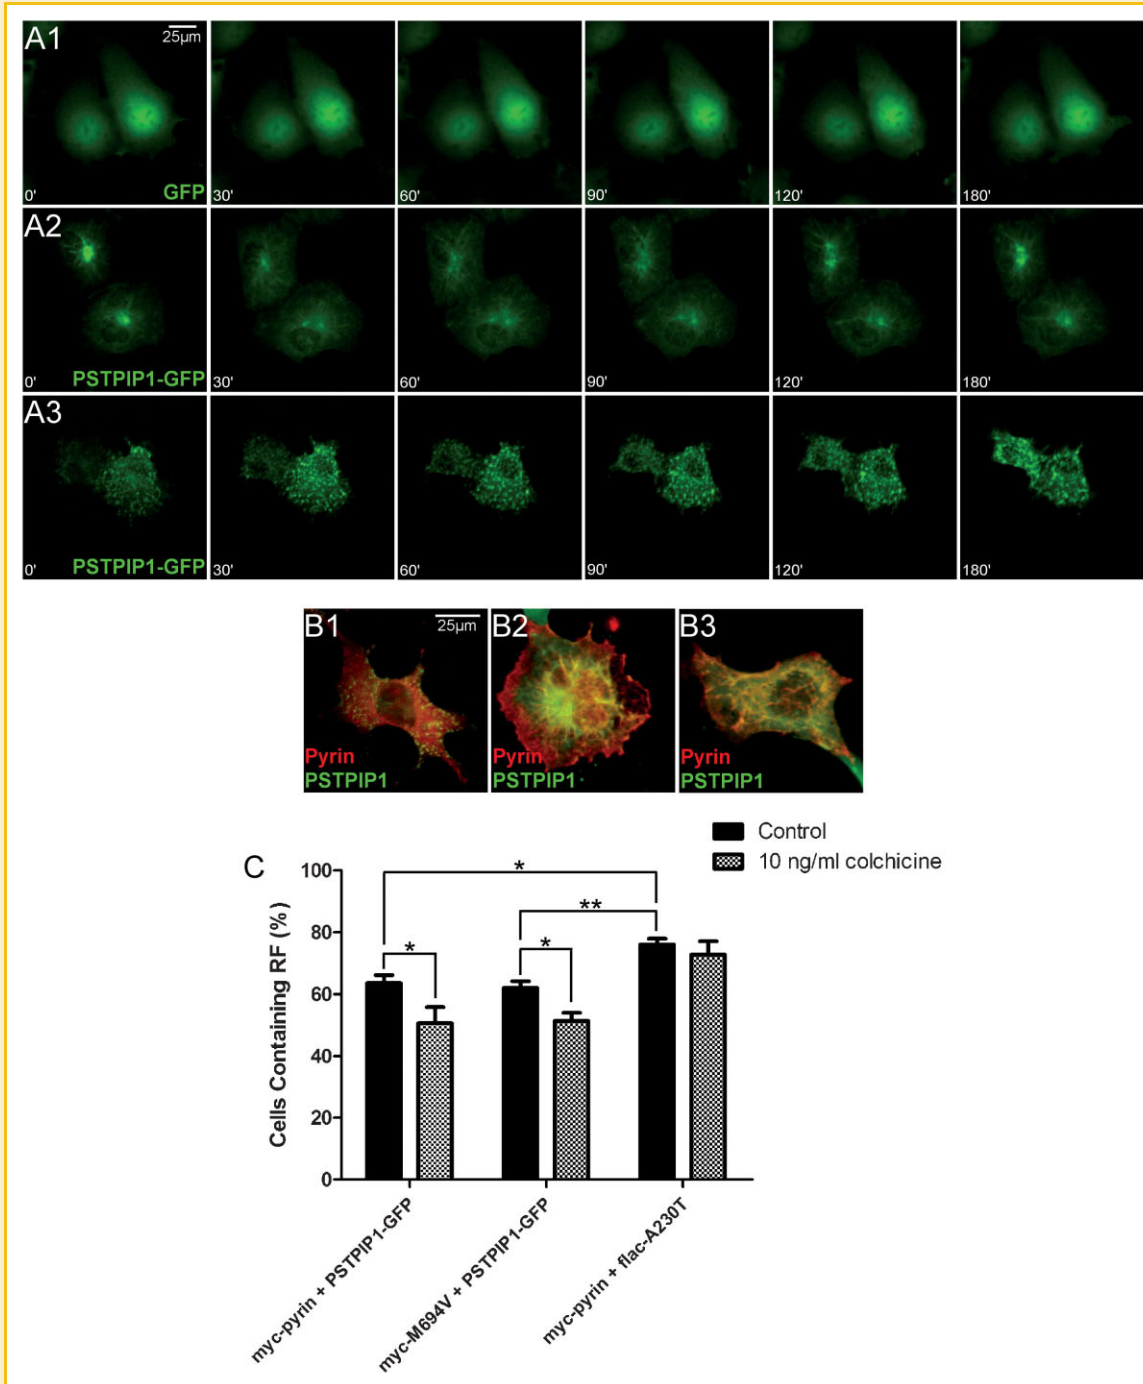 A1
25µm
0'
GFP
30'
60'
90'
120'
180'
A2
0'
PSTPIP1-GFP
30'
60'
90'
120'
180'
A3
0'
PSTPIP1-GFP
30'
60'
90'
120'
180'
B1
25µm
Pyrin
PSTPIP1
B2
Pyrin
PSTPIP1
B3
Pyrin
PSTPIP1
C
Control
10 ng/ml colchicine
Cells Containing RF (%)
100
80
60
40
20
0
*
**
*
*
myc-pyrin + PSTPIP1-GFP
myc-M694V + PSTPIP1-GFP
myc-pyrin + flac-A230T